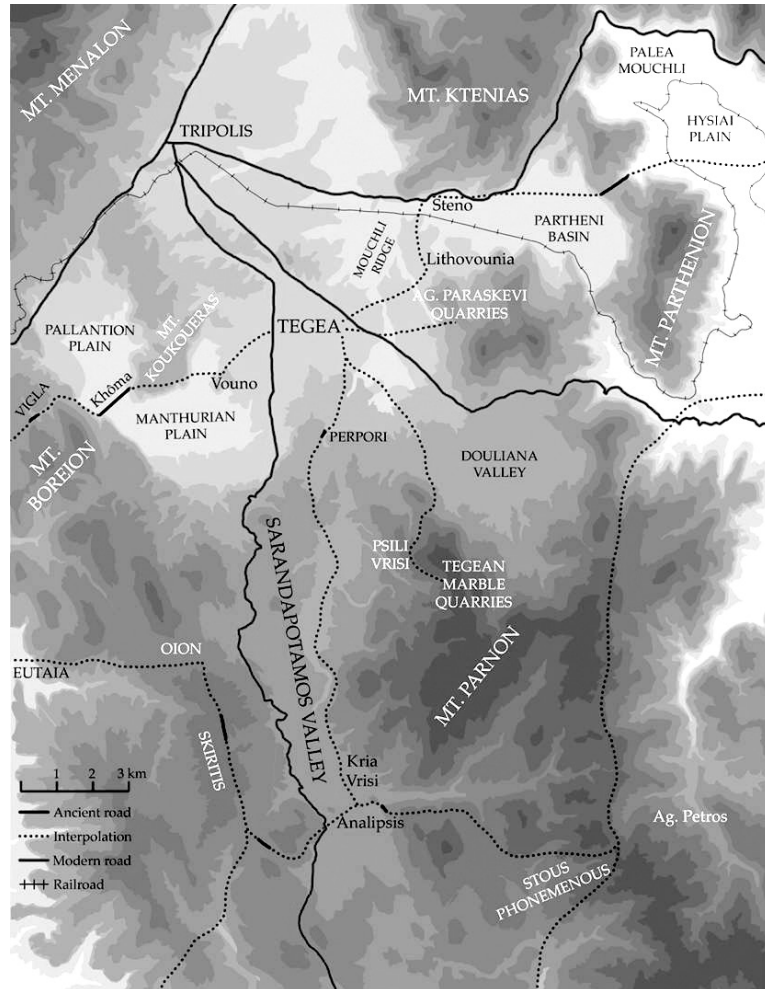 MT. MENALON
MT. KTENIAS
PALEA
MOUCHLI
HYSIAI
PLAIN
TRIPOLIS
Steno
PARTHENI
BASIN
MOUCHLI
RIDGE
Lithovounia
MT. PARTHENION
AG. PARASKEVI
QUARRIES
PALLANTION
PLAIN
MT.
KOUKOUERAS
TEGEA
VIGLA
Khôma
Vouno
MANTHURIAN
PLAIN
MT.
BOREION
PERPORI
DOULIANA
VALLEY
SARANDAPOTAMOS VALLEY
PSILI
VRISI
TEGEAN
MARBLE
QUARRIES
MT. PARNON
OION
EUTAIA
SKIRITIS
Kria
Vrisi
Analipsis
Ag. Petros
STOUS
PHONEMENOUS
1 2 3 km
Ancient road
Interpolation
Modern road
Railroad